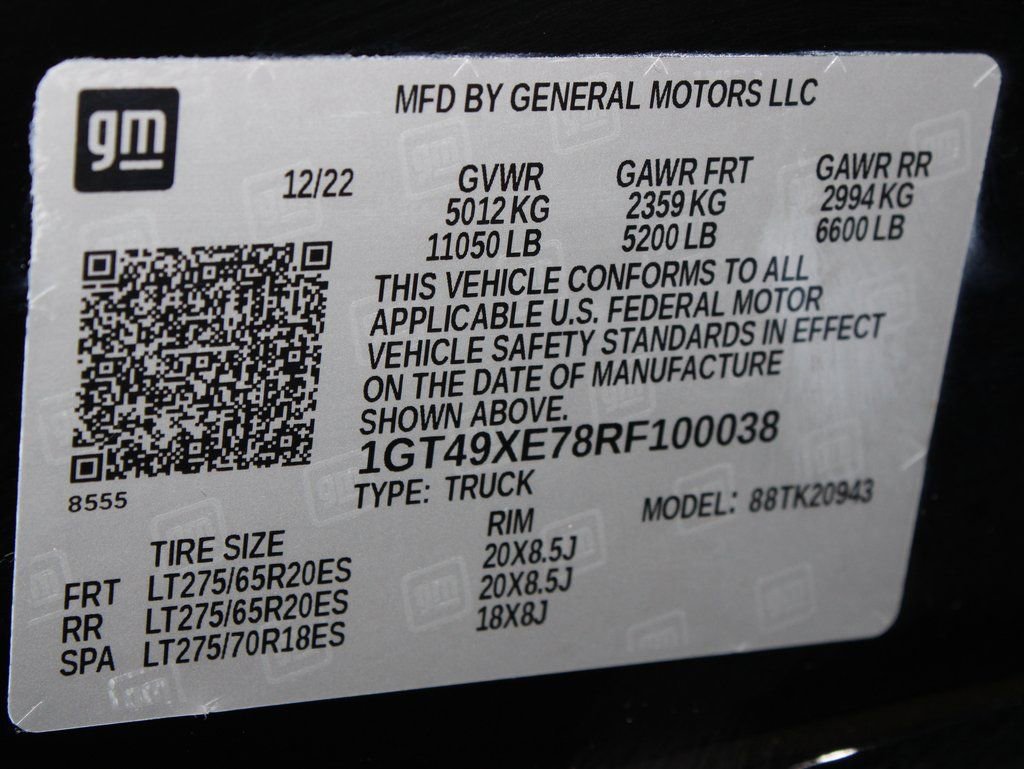 gm
MFD BY GENERAL MOTORS LLC
12/22
GVWR GAWR FRT GAWR RR
5012 KG 2359 KG 2994 KG
11050 LB 5200 LB 6600 LB
THIS VEHICLE CONFORMS TO ALL
APPLICABLE U.S. FEDERAL MOTOR
VEHICLE SAFETY STANDARDS IN EFFECT
ON THE DATE OF MANUFACTURE
SHOWN ABOVE.
1GT49XE78RF100038
8555
TYPE: TRUCK MODEL: 88TK20943
TIRE SIZE RIM
FRT LT275/65R20ES 20X8.5J
RR LT275/65R20ES 20X8.5J
SPA LT275/70R18ES 18X8J